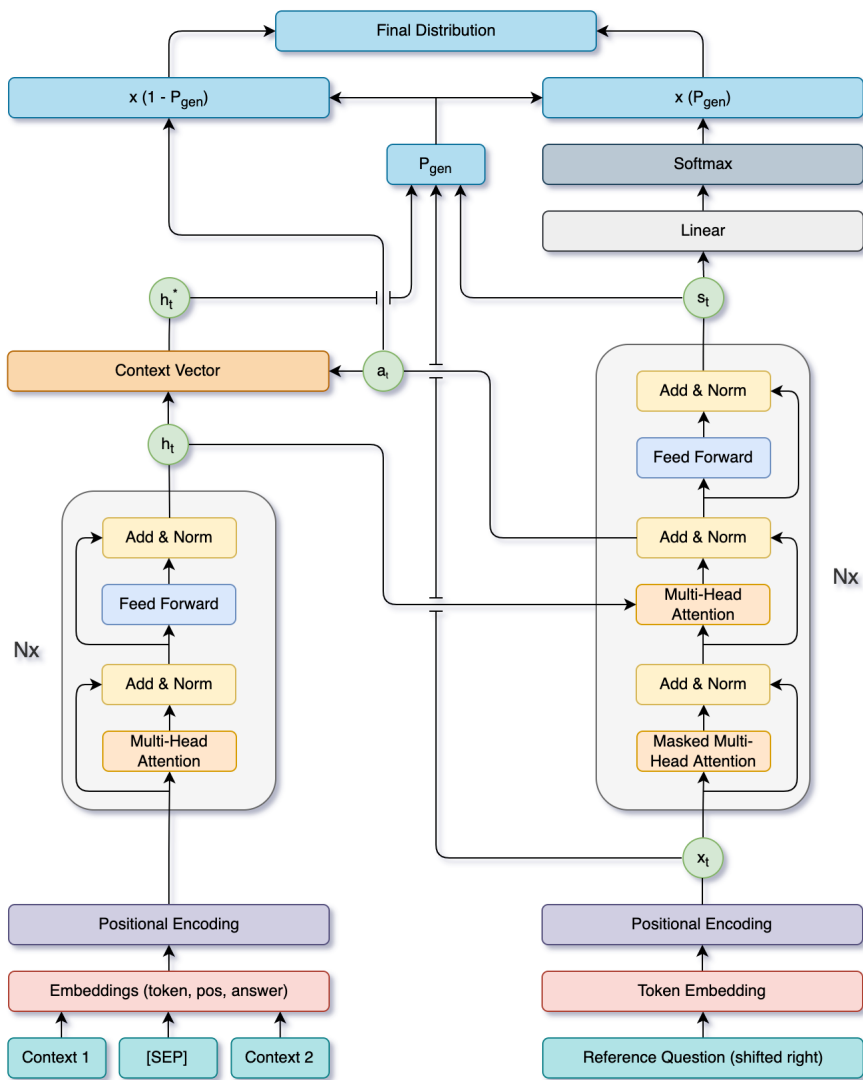 Final Distribution
x (1 - Pgen)
x (Pgen)
Pgen
Softmax
Linear
ht*
st
Context Vector
at
Add & Norm
ht
Feed Forward
Add & Norm
Add & Norm
Feed Forward
Multi-Head
Attention
Nx
Nx
Add & Norm
Add & Norm
Multi-Head
Attention
Masked Multi-
Head Attention
xt
Positional Encoding
Positional Encoding
Embeddings (token, pos, answer)
Token Embedding
Context 1
[SEP]
Context 2
Reference Question (shifted right)